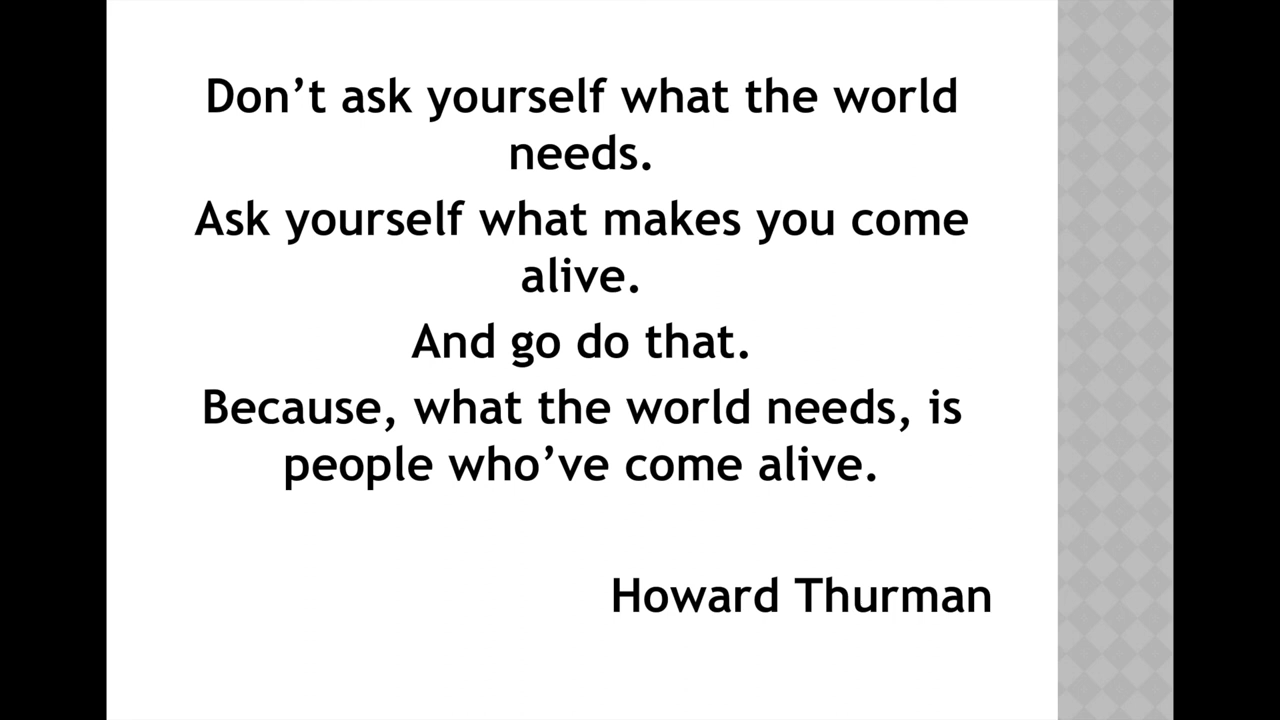 Don’t ask yourself what the world
needs.
Ask yourself what makes you come
alive.
And go do that.
Because, what the world needs, is
people who’ve come alive.
Howard Thurman